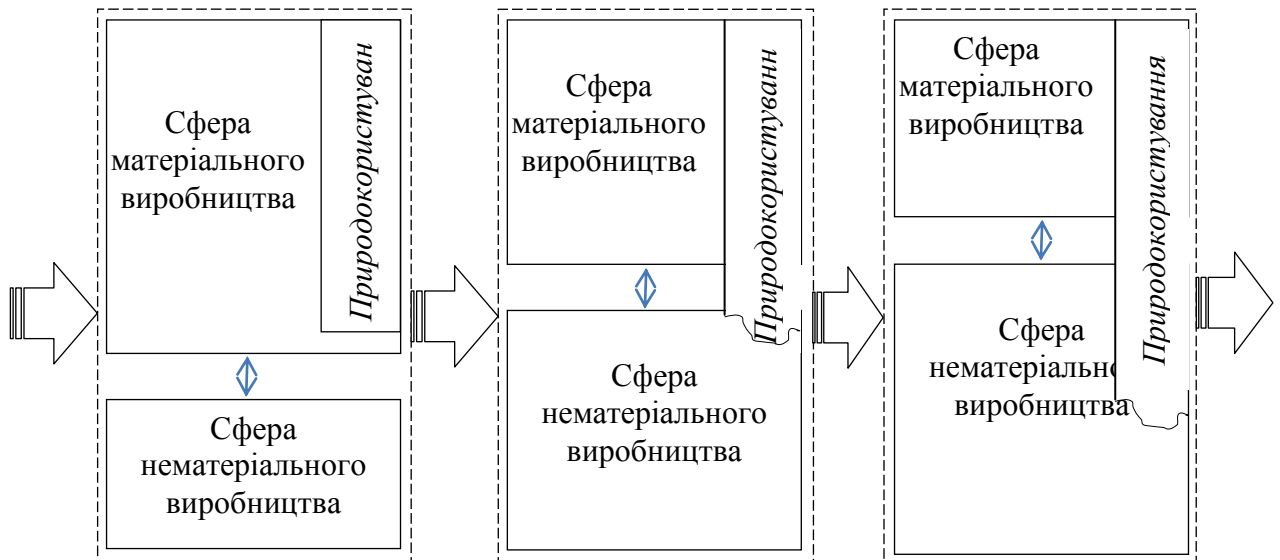 Сфера
матеріального
виробництва
Природокористуван
Сфера
нематеріального
виробництва
Сфера
матеріального
виробництва
Природокористуванн
Сфера
нематеріального
виробництва
Сфера
матеріального
виробництва
Природокористування
Сфера
нематеріально
виробництва